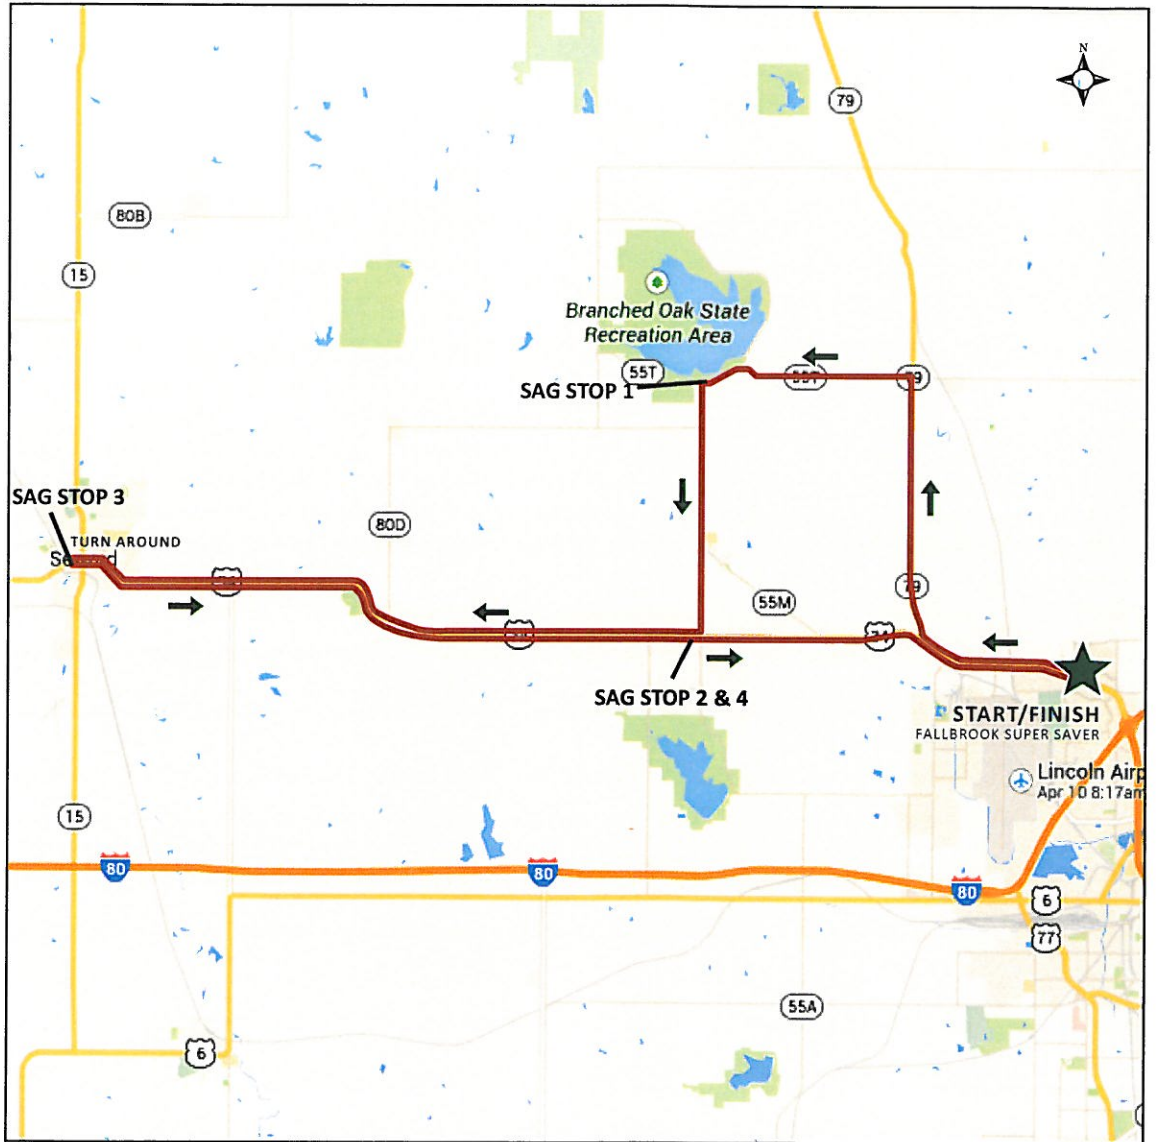 N
79
80B
15
Branched Oak State
Recreation Area
55T
55T
79
SAG STOP 1
SAG STOP 3
TURN AROUND
80D
79
55M
SAG STOP 2 & 4
START/FINISH
FALLBROOK SUPER SAVER
Lincoln Airp
Apr 10 8:17am
15
80
80
80
6
77
55A
6